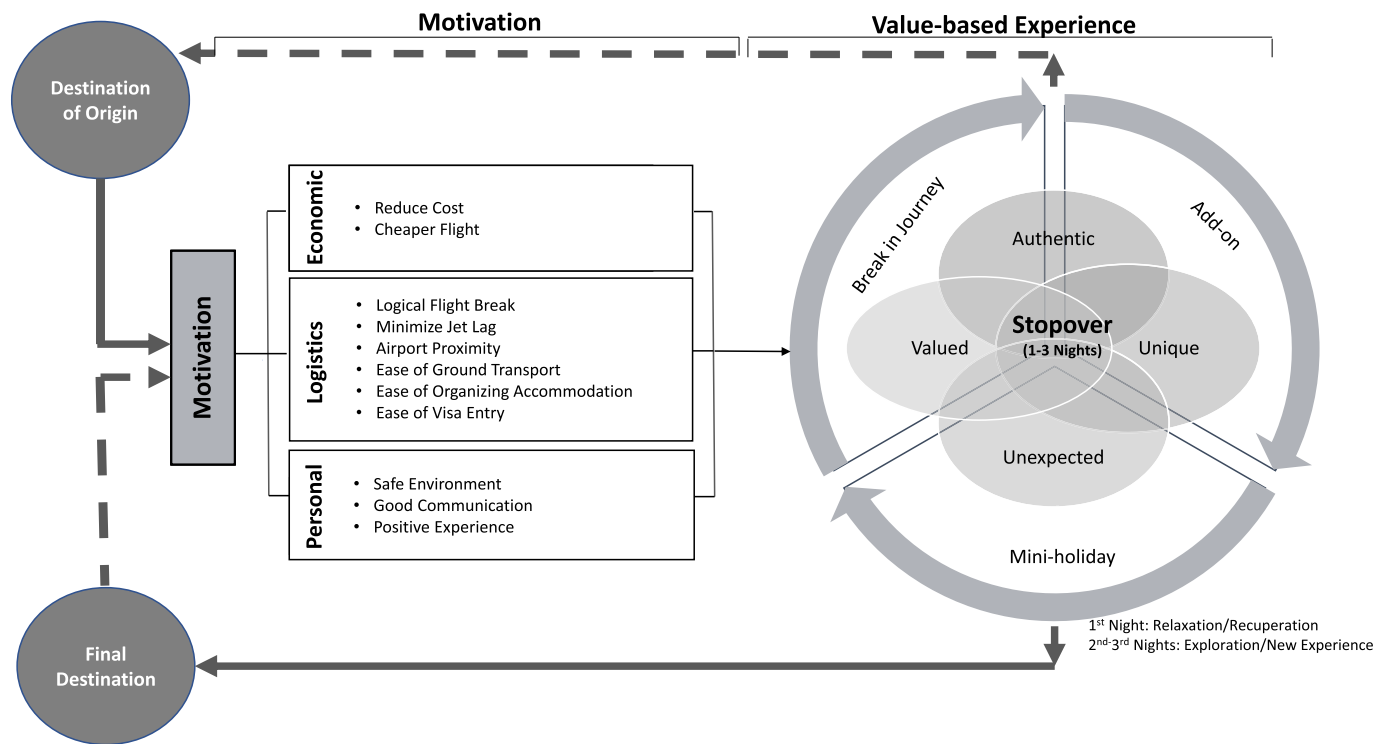 Motivation
Value-based Experience
Destination
of Origin
Economic
• Reduce Cost
• Cheaper Flight
Motivation
Logistics
• Logical Flight Break
• Minimize Jet Lag
• Airport Proximity
• Ease of Ground Transport
• Ease of Organizing Accommodation
• Ease of Visa Entry
Personal
• Safe Environment
• Good Communication
• Positive Experience
Break in Journey
Add-on
Authentic
Stopover
(1-3 Nights)
Valued
Unique
Unexpected
Mini-holiday
1st Night: Relaxation/Recuperation
2nd-3rd Nights: Exploration/New Experience
Final
Destination